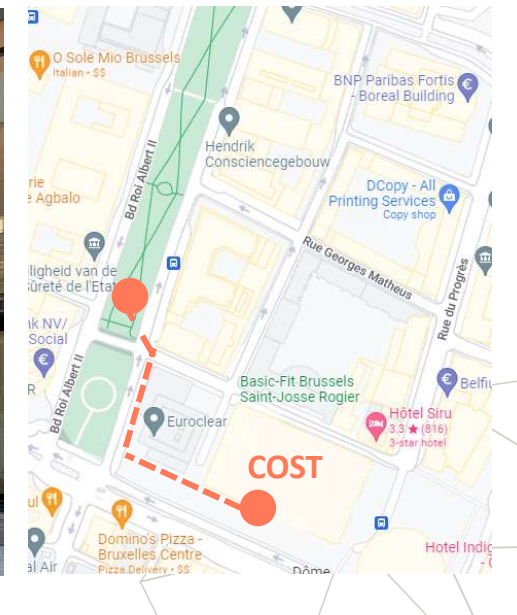 O Sole Mio Brussels
Italian • $$
BNP Paribas Fortis
- Boreal Building
Hendrik
Consciencegebouw
DCopy - All
Printing Services
Copy shop
rie
e Agbalo
Bd Roi Albert II
Rue Georges Matheus
iligheid van de
Sûreté de l'Etat
Rue du Progrès
nk NV/
Social
R
Bd Roi Albert II
Basic-Fit Brussels
Saint-Josse Rogier
Belfiu
Hôtel Siru
3.3 ★ (816)
3-star hotel
Euroclear
COST
ul
Domino's Pizza -
Bruxelles Centre
Pizza Delivery • $$
al Air
Hotel Indig
Dôme